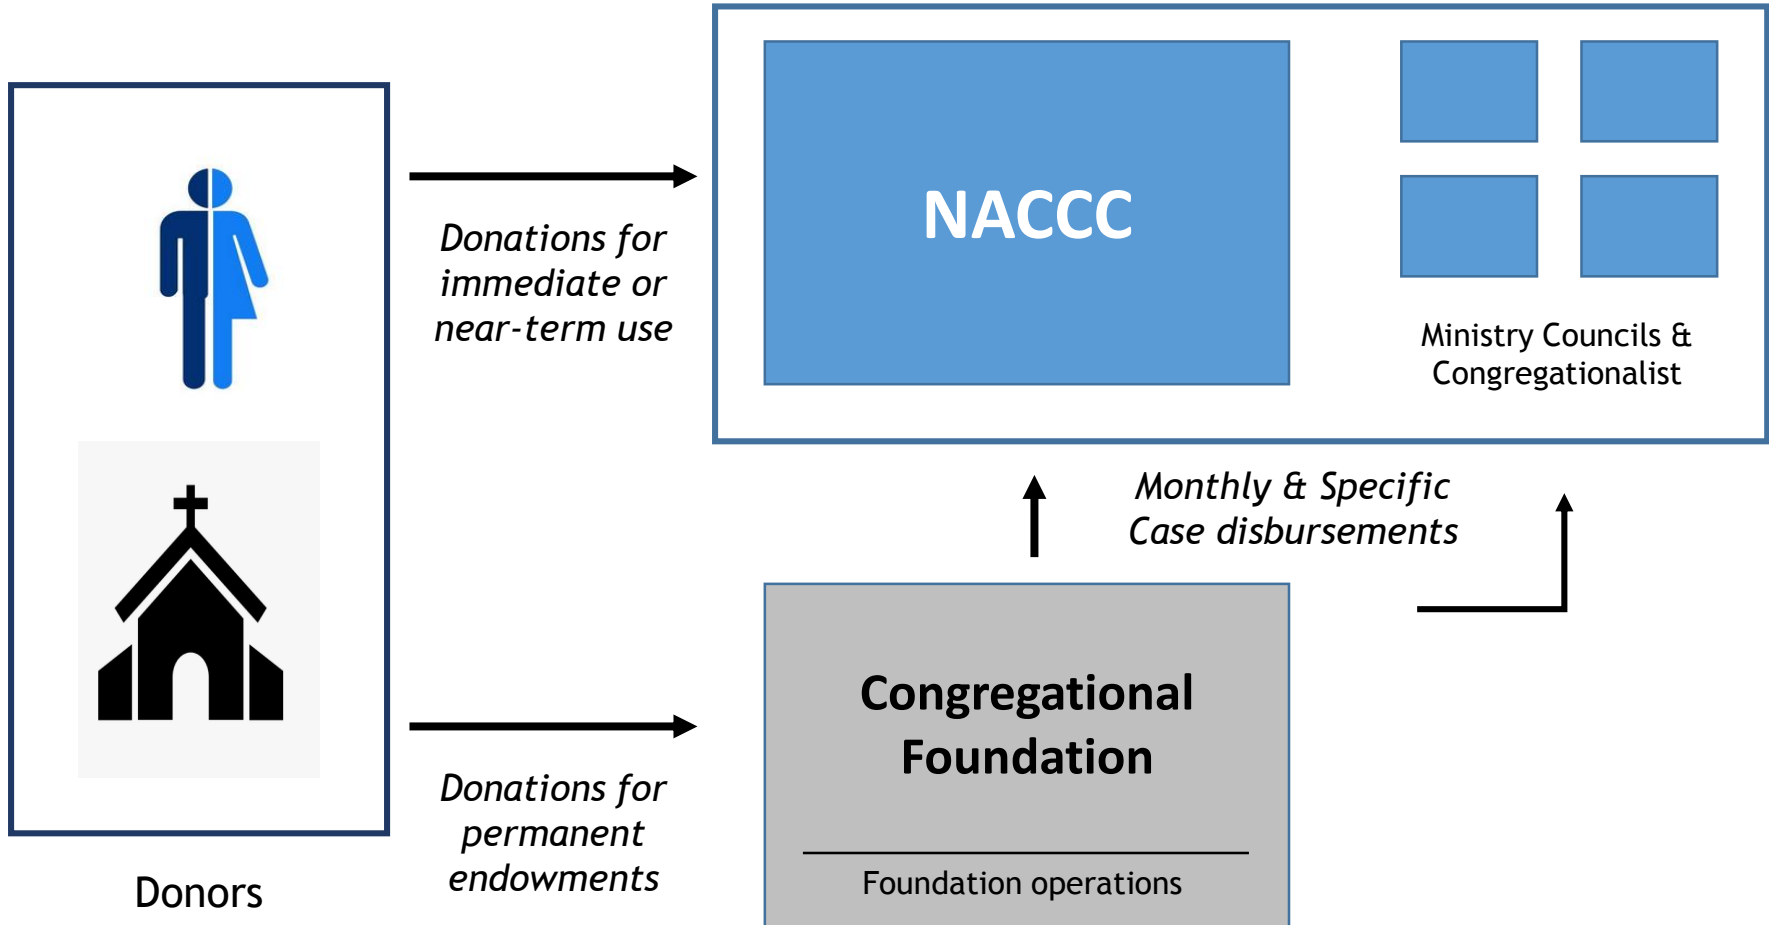 NACCC
Donations for
immediate or
near-term use
Ministry Councils &
Congregationalist
Monthly & Specific
Case disbursements
Congregational
Foundation
Donations for
permanent
endowments
Foundation operations
Donors